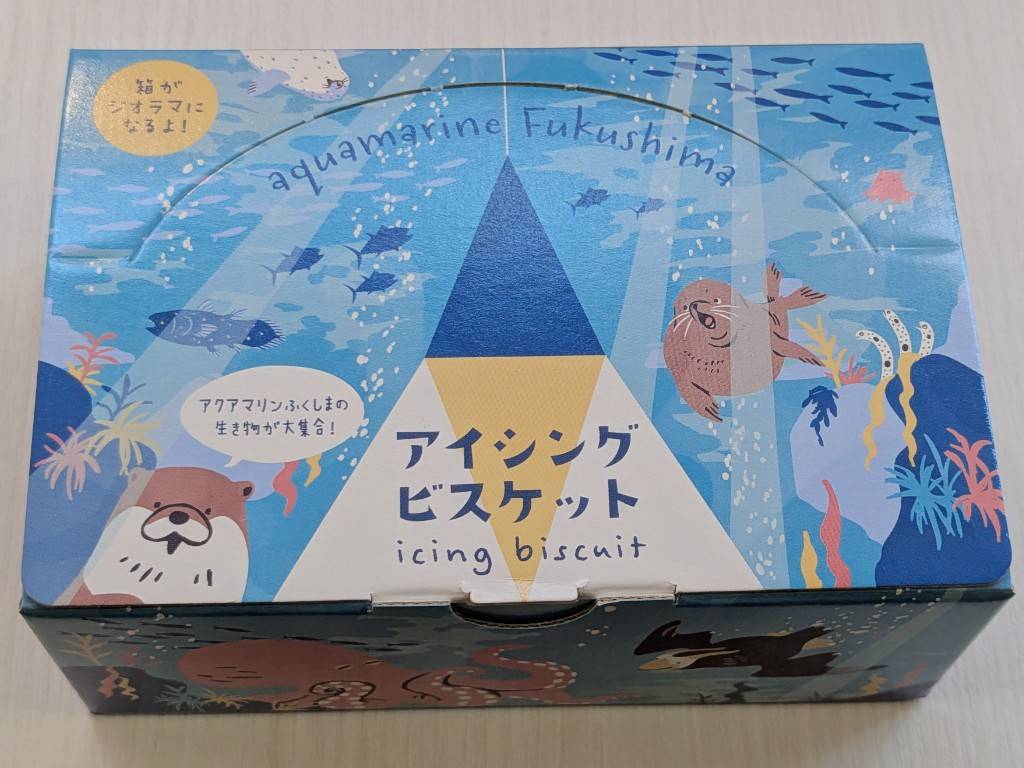 箱が
ジオラマに
なるよ!
aquamarine Fukushima
アクアマリンふくしまの
生き物が大集合!
アイシング
ビスケット
icing biscuit